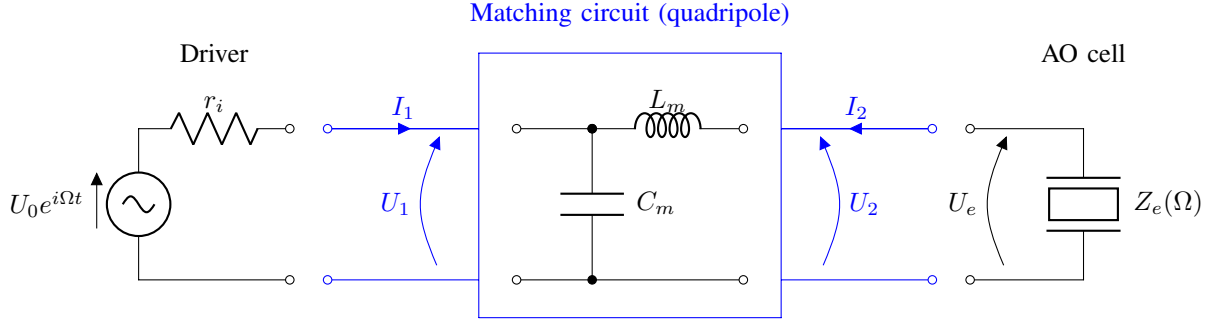 Matching circuit (quadripole)
Driver
AO cell
r_i
I_1
L_m
I_2
U_0e^{iΩt}
U_1
C_m
U_2
U_e
Z_e(Ω)